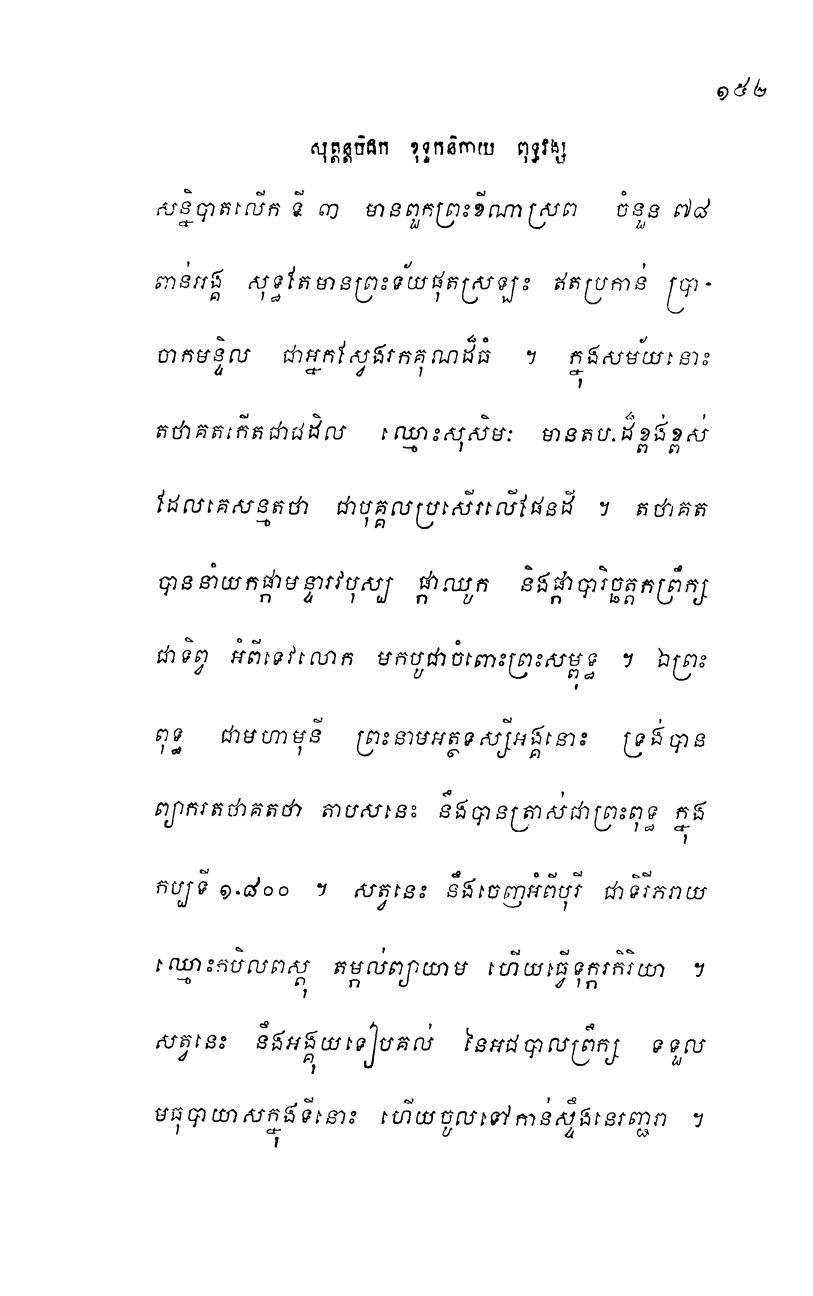 ១៥២
សុត្តន្តបិដក ខុទ្ទកនិកាយ ពុទ្ធវង្ស
សន្និបាតលើក ទី ៣ មានពួកព្រះខីណាស្រព ចំនួន ៧៨
ពាន់អង្គ សុទ្ធតែមានព្រះទ័យផុតស្រឡះ ឥតប្រកាន់ ប្រា-
ចាកមន្ទិល ជាអ្នកស្វែងរកគុណដ៏ធំ ។ ក្នុងសម័យនោះ
តថាគតកើតជាជដិល ឈ្មោះសុសិមៈ មានតបៈដ៏ខ្ពង់ខ្ពស់
ដែលគេសន្មតថា ជាបុគ្គលប្រសើរលើផែនដី ។ តថាគត
បាននាំយកផ្កាមន្ទារវបុស្ប ផ្កាឈូក និងផ្កាបារិច្ឆត្តកព្រឹក្ស
ជាទិព្វ អំពីទេវលោក មកបូជាចំពោះព្រះសម្ពុទ្ធ ។ ឯព្រះ
ពុទ្ធ ជាមហាមុនី ព្រះនាមអត្ថទស្សីអង្គនោះ ទ្រង់បាន
ព្យាករតថាគតថា តាបសនេះ នឹងបានត្រាស់ជាព្រះពុទ្ធ ក្នុង
កប្បទី ១.៨០០ ។ សត្វនេះ នឹងចេញអំពីបុរី ជាទីរីករាយ
ឈ្មោះកបិលពស្តុ តម្កល់ព្យាយាម ហើយធ្វើទុក្ករកិរិយា ។
សត្វនេះ នឹងអង្គុយទៀបគល់ នៃអជបាលព្រឹក្ស ទទួល
មធុបាយាសក្នុងទីនោះ ហើយចូលទៅកាន់ស្ទឹងនេរញ្ជរា ។